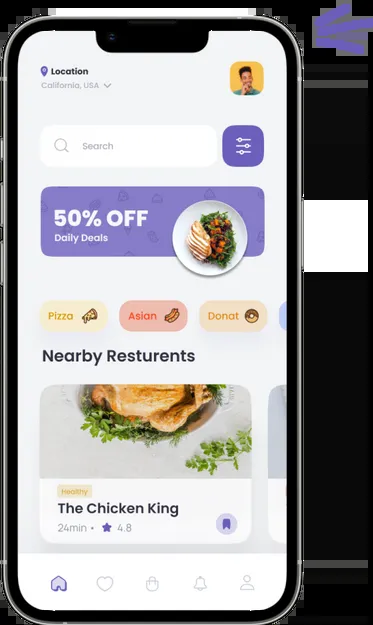 Location
California, USA
Search
50% OFF
Daily Deals
Pizza
Asian
Donat
Nearby Resturents
Healthy
The Chicken King
24min • 4.8